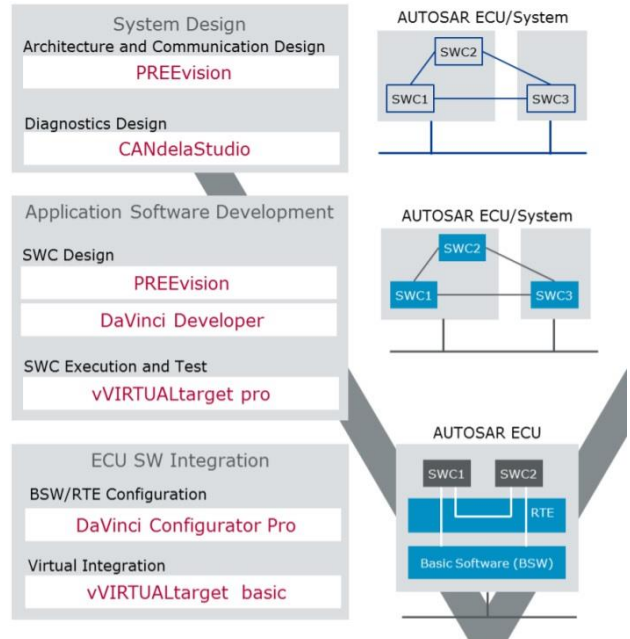 System Design
Architecture and Communication Design
PREEvision
Diagnostics Design
CANdelaStudio
AUTOSAR ECU/System
SWC2
SWC1
SWC3
Application Software Development
SWC Design
PREEvision
DaVinci Developer
SWC Execution and Test
vVIRTUALtarget pro
AUTOSAR ECU/System
SWC2
SWC1
SWC3
ECU SW Integration
BSW/RTE Configuration
DaVinci Configurator Pro
Virtual Integration
vVIRTUALtarget basic
AUTOSAR ECU
SWC1
SWC2
RTE
Basic Software (BSW)